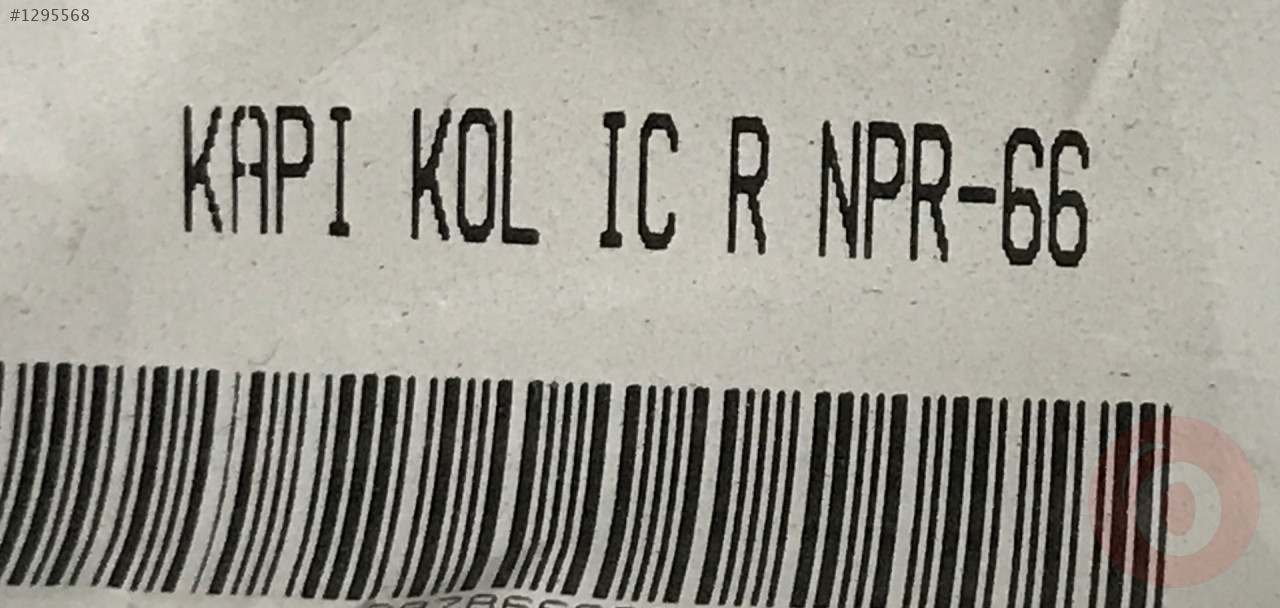 #1295568
KAPI KOL IC R NPR-66